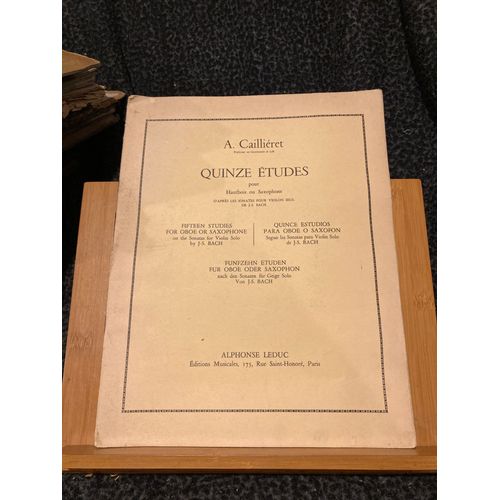 A. Cailliéret
QUINZE ÉTUDES
pour
Hautbois ou Saxophone
D'APRÈS LES SONATES POUR VIOLON SEUL
DE J.-S. BACH
FIFTEEN STUDIES
FOR OBOE OR SAXOPHONE
on the Sonatas for Violin Solo
by J.-S. BACH
QUINCE ESTUDIOS
PARA OBOE O SAXOFON
Segun las Sonatas para Violin Solo
de J.-S. BACH
FÜNFZEHN ETUDEN
FÜR OBOE ODER SAXOPHON
nach den Sonaten für Geige Solo
Von J.-S. BACH
ALPHONSE LEDUC
Éditions Musicales, 175, Rue Saint-Honoré, Paris